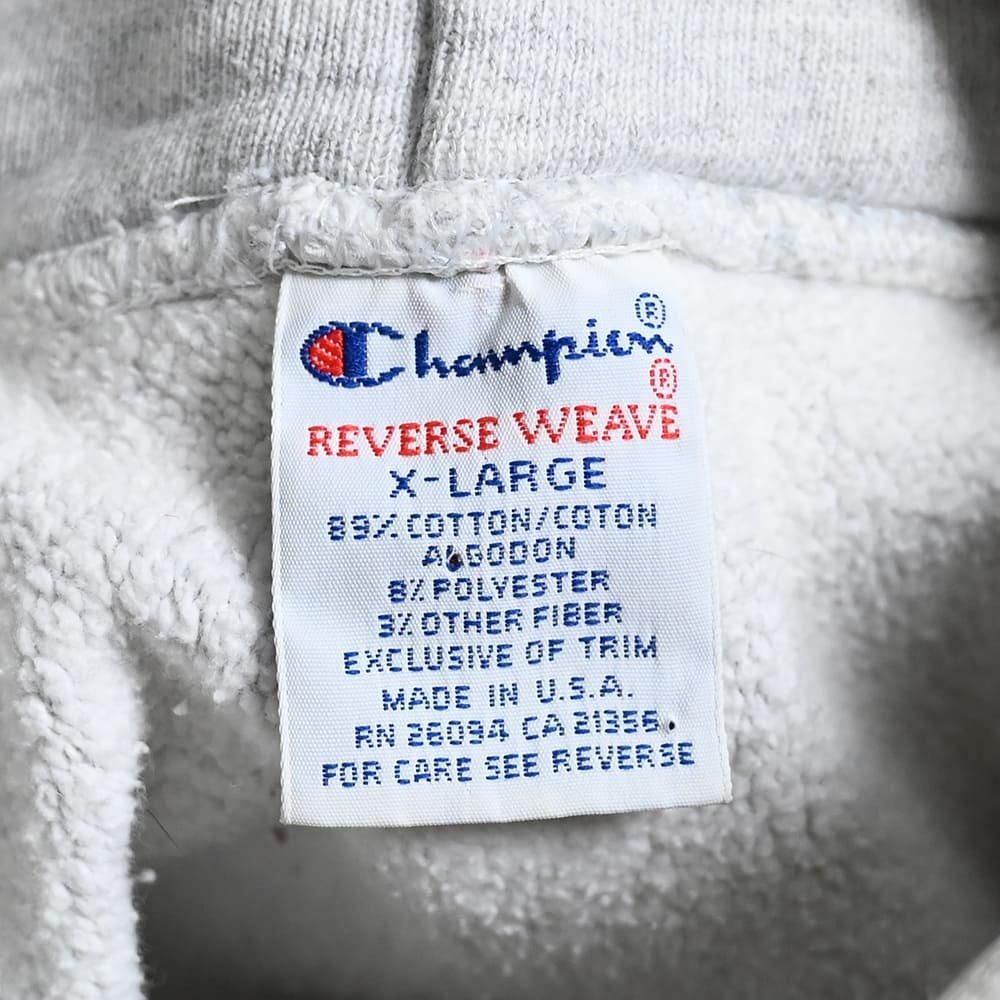 Champion®
REVERSE WEAVE®
X-LARGE
89% COTTON/COTON
ALGODON
8% POLYESTER
3% OTHER FIBER
EXCLUSIVE OF TRIM
MADE IN U.S.A.
RN 26094 CA 21356
FOR CARE SEE REVERSE